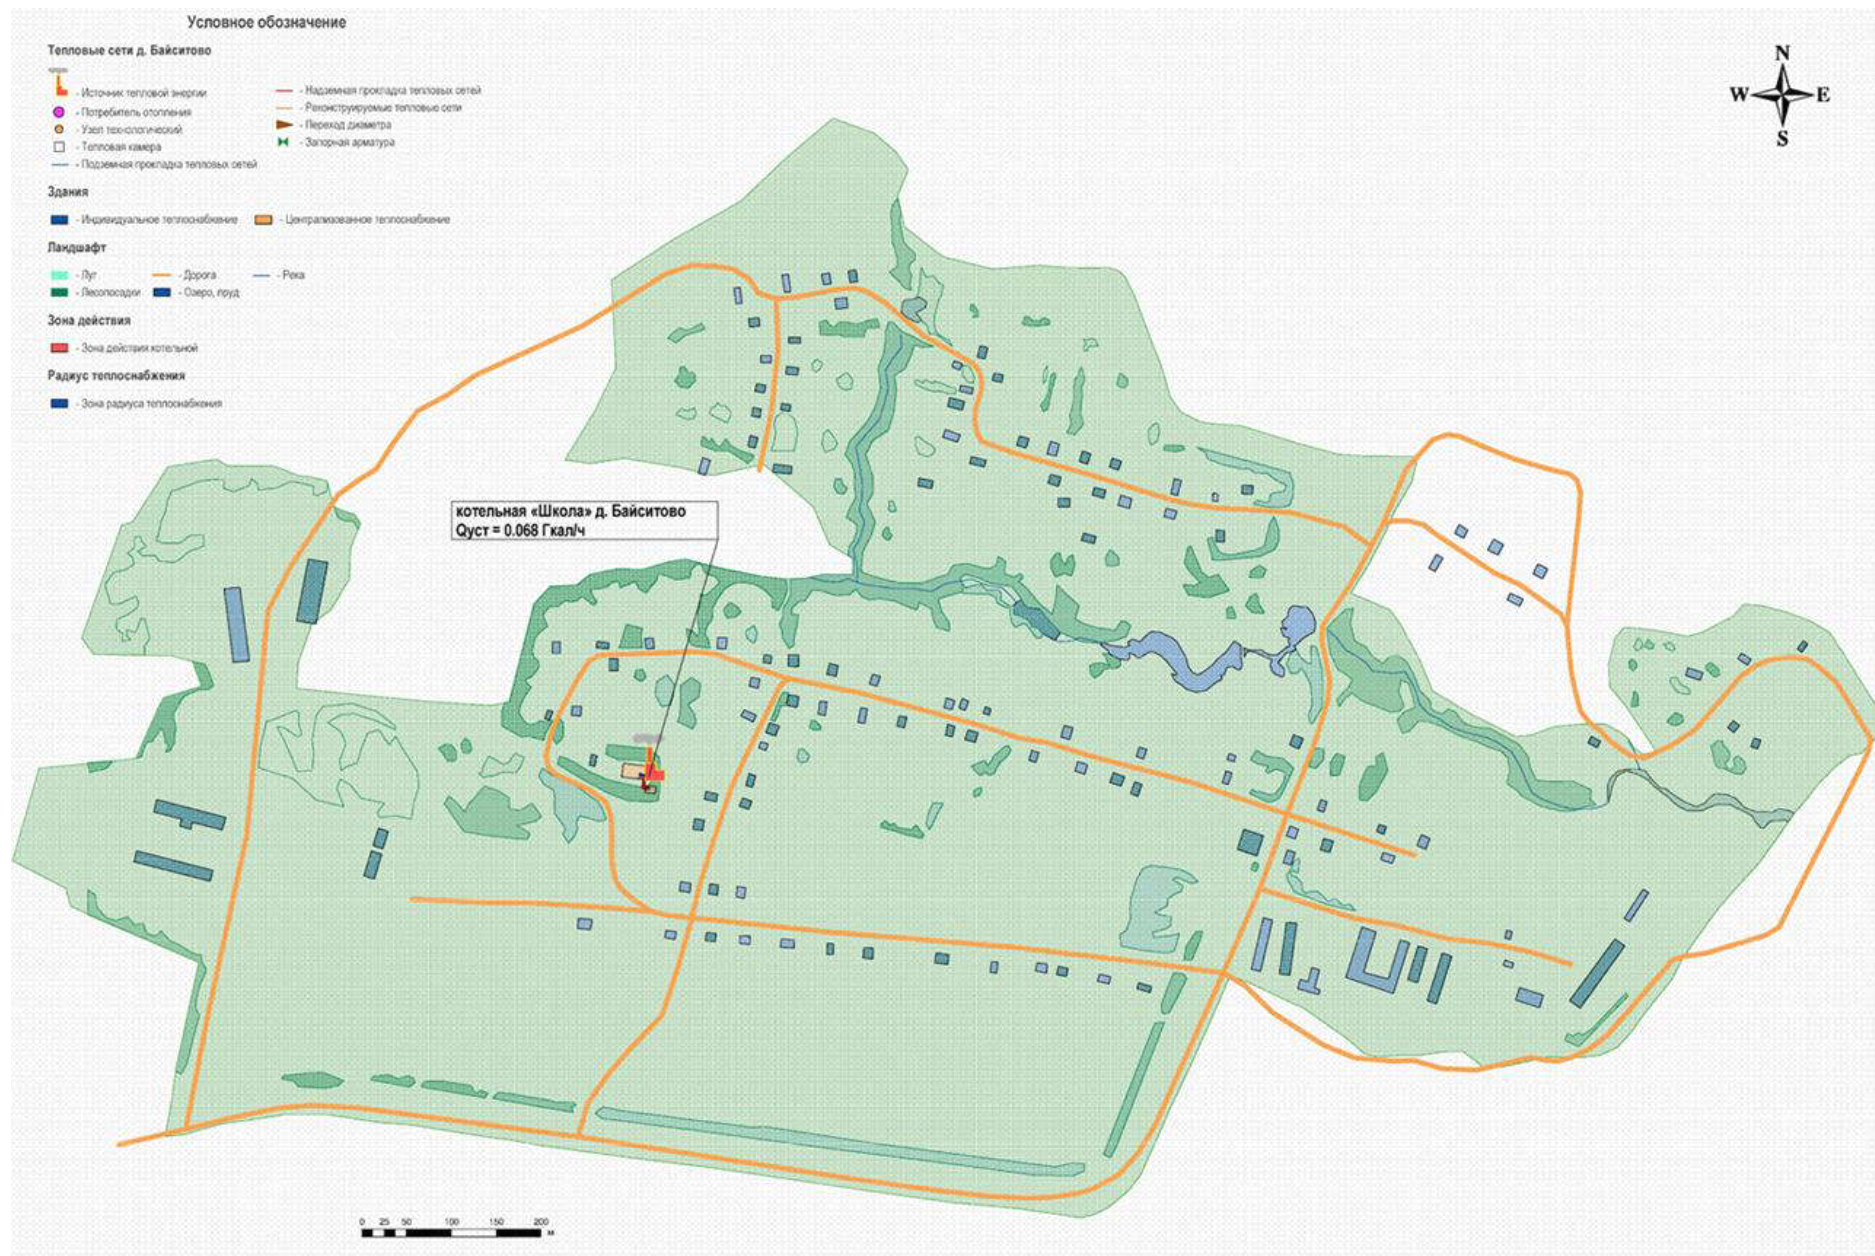 Условное обозначение
Тепловые сети д. Байситово
- Источник тепловой энергии
- Потребитель отопления
- Узел технологический
- Тепловая камера
- Подземная прокладка тепловых сетей
- Надземная прокладка тепловых сетей
- Реконструируемые тепловые сети
- Переход диаметра
- Запорная арматура
Здания
- Индивидуальное теплоснабжение
- Централизованное теплоснабжение
Ландшафт
- Луг
- Дорога
- Река
- Лесопосадки
- Озеро, пруд
Зона действия
- Зона действия котельной
Радиус теплоснабжения
- Зона радиуса теплоснабжения
N
W E
S
котельная «Школа» д. Байситово
Qуст = 0.068 Гкал/ч
0 25 50 100 150 200
м